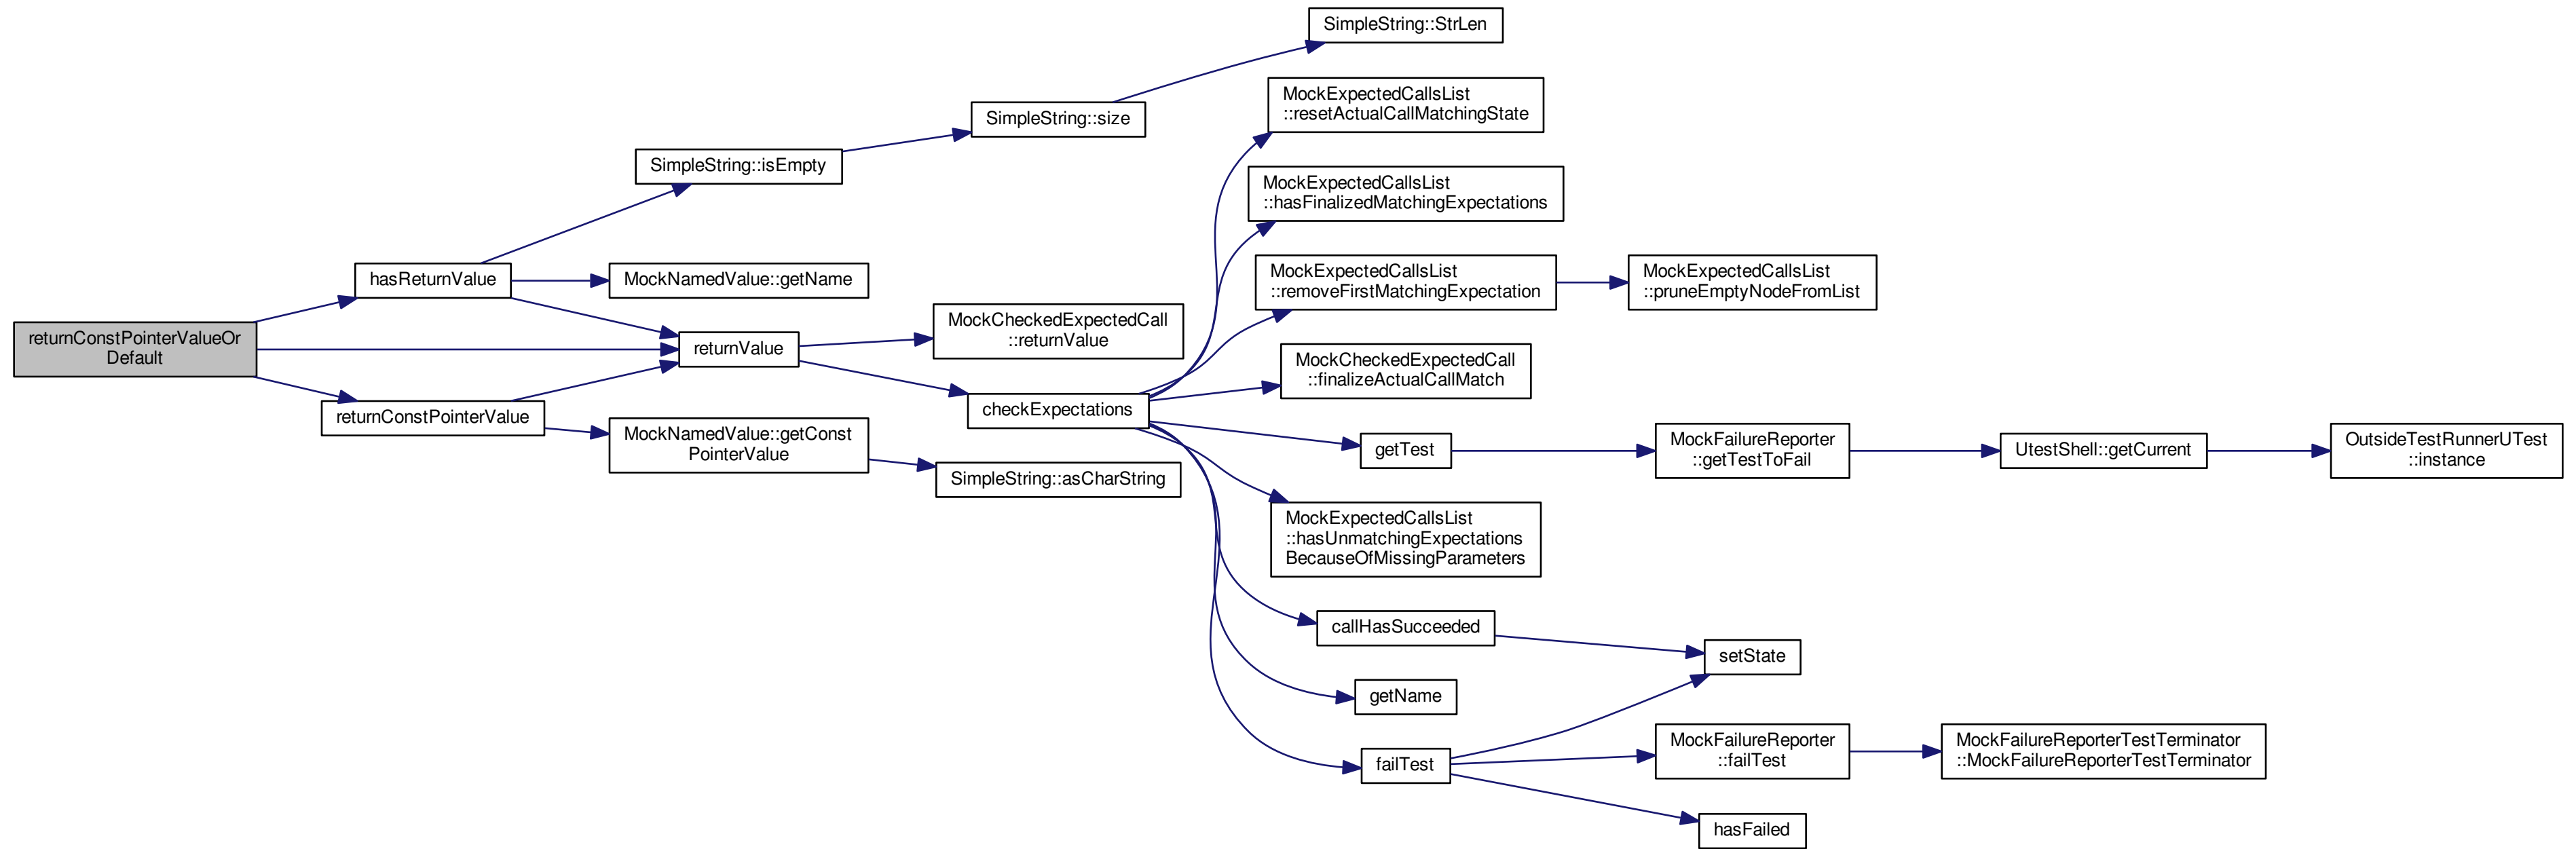 SimpleString::StrLen
MockExpectedCallsList
::resetActualCallMatchingState
SimpleString::size
SimpleString::isEmpty
MockExpectedCallsList
::hasFinalizedMatchingExpectations
hasReturnValue
MockNamedValue::getName
MockExpectedCallsList
::removeFirstMatchingExpectation
MockExpectedCallsList
::pruneEmptyNodeFromList
returnConstPointerValueOr
Default
returnValue
MockCheckedExpectedCall
::returnValue
MockCheckedExpectedCall
::finalizeActualCallMatch
returnConstPointerValue
checkExpectations
MockNamedValue::getConst
PointerValue
SimpleString::asCharString
getTest
MockFailureReporter
::getTestToFail
UtestShell::getCurrent
OutsideTestRunnerUTest
::instance
MockExpectedCallsList
::hasUnmatchingExpectations
BecauseOfMissingParameters
callHasSucceeded
setState
getName
failTest
MockFailureReporter
::failTest
MockFailureReporterTestTerminator
::MockFailureReporterTestTerminator
hasFailed